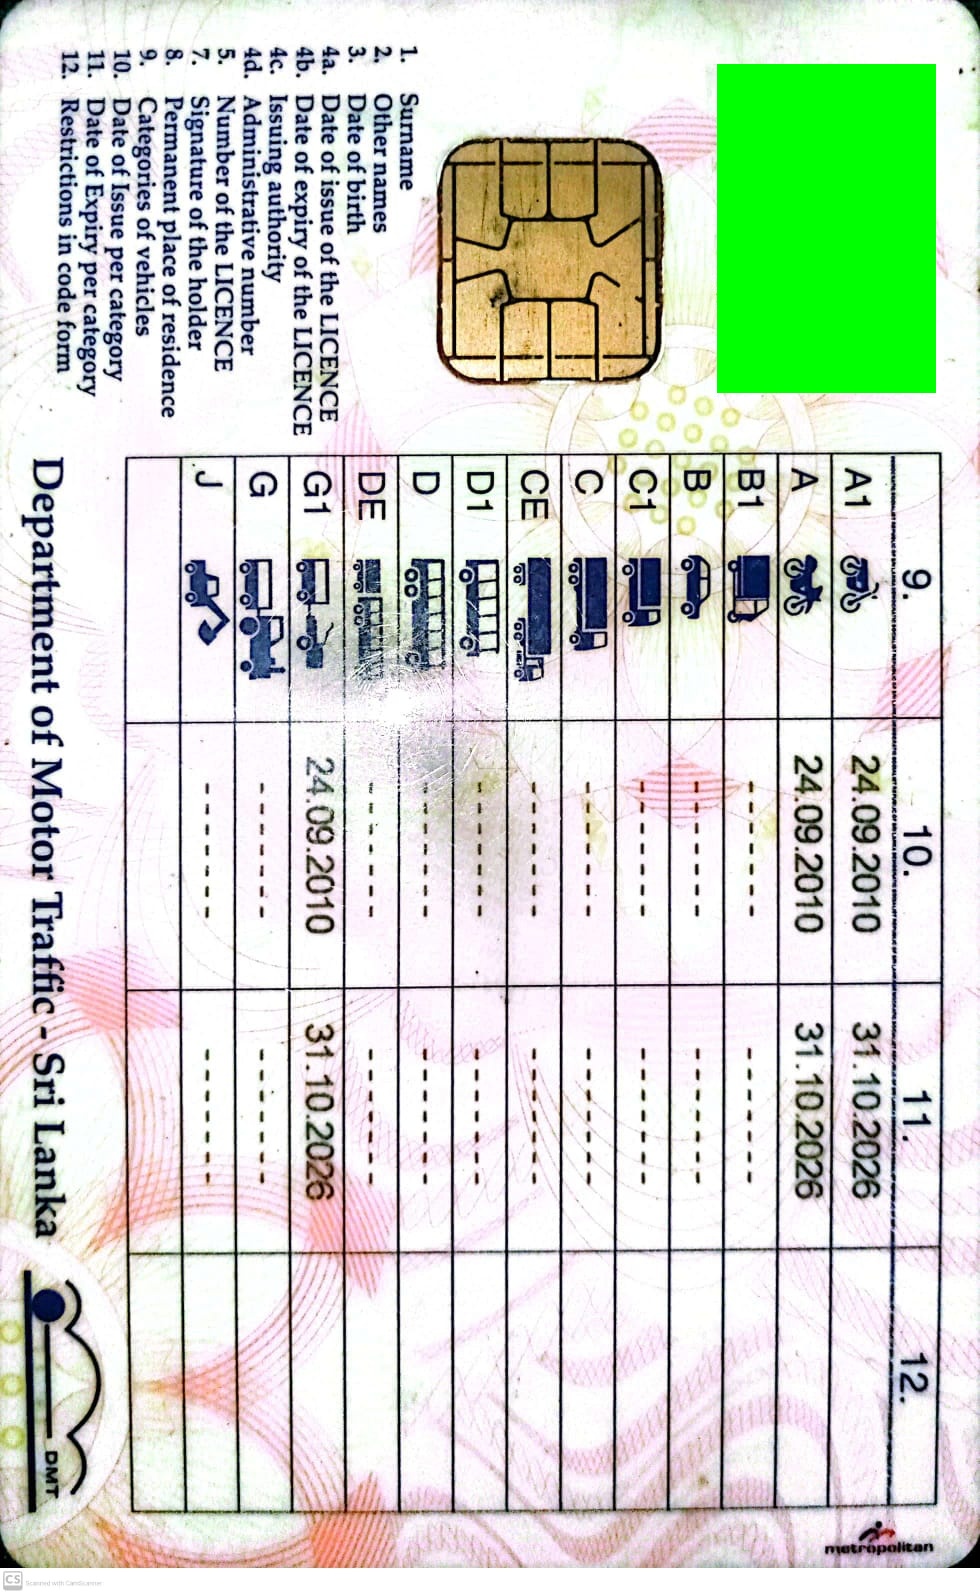 9. 10. 11. 12.
A1 24.09.2010 31.10.2026
A 24.09.2010 31.10.2026
B1 ------ ------
B ------ ------
C1 ------ ------
C ------ ------
CE ------ ------
D1 ------ ------
D ------ ------
DE ------ ------
G1 24.09.2010 31.10.2026
G ------ ------
J ------ ------
1. Surname
2. Other names
3. Date of birth
4a. Date of issue of the LICENCE
4b. Date of expiry of the LICENCE
4c. Issuing authority
4d. Administrative number
5. Number of the LICENCE
7. Signature of the holder
8. Permanent place of residence
9. Categories of vehicles
10. Date of Issue per category
11. Date of Expiry per category
12. Restrictions in code form
Department of Motor Traffic - Sri Lanka
DMT
metropolitan
CS Scanned with CamScanner